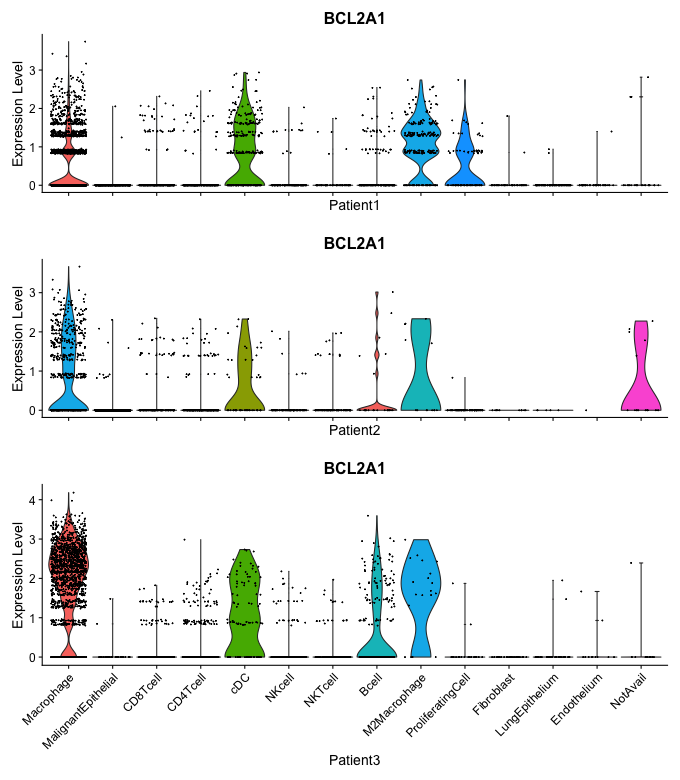 BCL2A1
Expression Level
3
2
1
0
Patient1
BCL2A1
Expression Level
3
2
1
0
Patient2
BCL2A1
Expression Level
4
3
2
1
0
Macrophage
MalignantEpithelial
CD8Tcell
CD4Tcell
cDC
NKcell
NKTcell
Bcell
M2Macrophage
ProliferatingCell
Fibroblast
LungEpithelium
Endothelium
NotAvail
Patient3